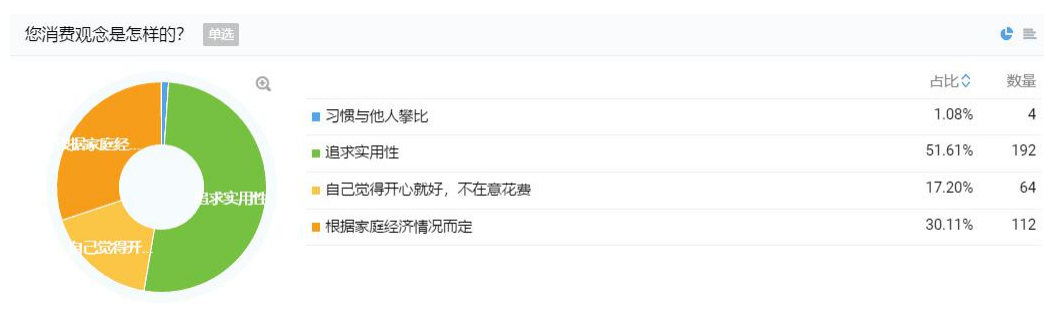 您消费观念是怎样的? 单选
占比 数量
习惯与他人攀比 1.08% 4
追求实用性 51.61% 192
自己觉得开心就好，不在意花费 17.20% 64
根据家庭经济情况而定 30.11% 112
根据家庭经...
追求实用性
自己觉得开...